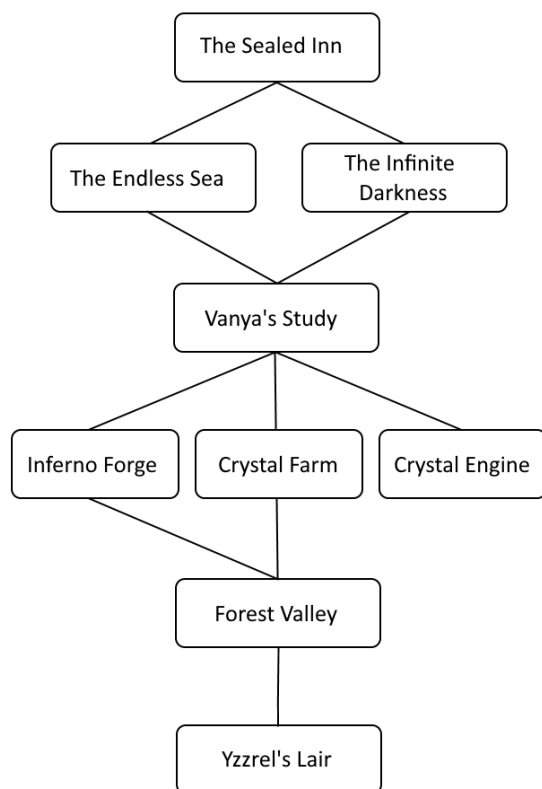 The Sealed Inn
The Endless Sea
The Infinite
Darkness
Vanya's Study
Inferno Forge
Crystal Farm
Crystal Engine
Forest Valley
Yzzrel's Lair